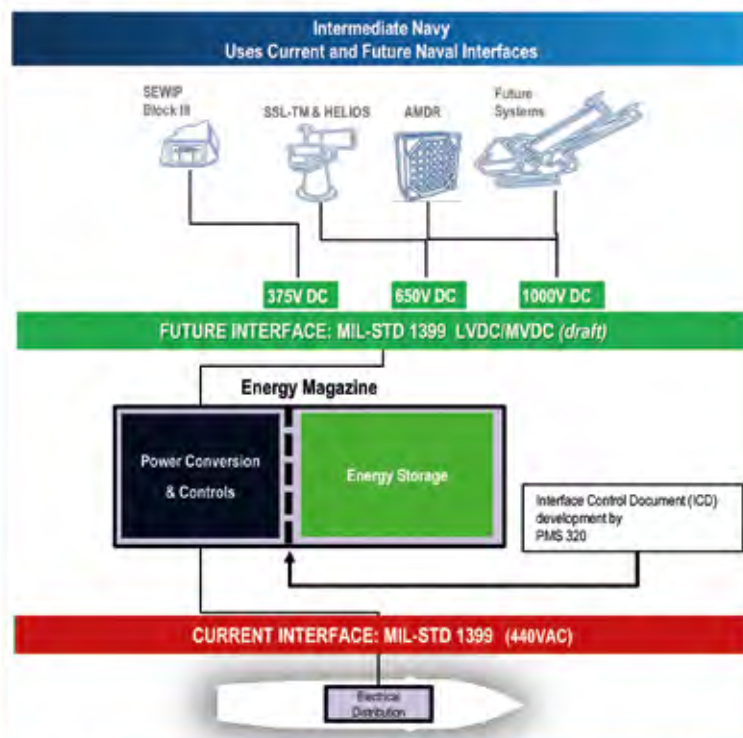 Intermediate Navy
Uses Current and Future Naval Interfaces
SEWIP
Block III
SSL-TM & HELIOS
AMDR
Future
Systems
375V DC
650V DC
1000V DC
FUTURE INTERFACE: MIL-STD 1399 LVDC/MVDC (draft)
Energy Magazine
Power Conversion
& Controls
Energy Storage
Interface Control Document (ICD)
development by
PMS 320
CURRENT INTERFACE: MIL-STD 1399 (440VAC)
Electrical
Distribution